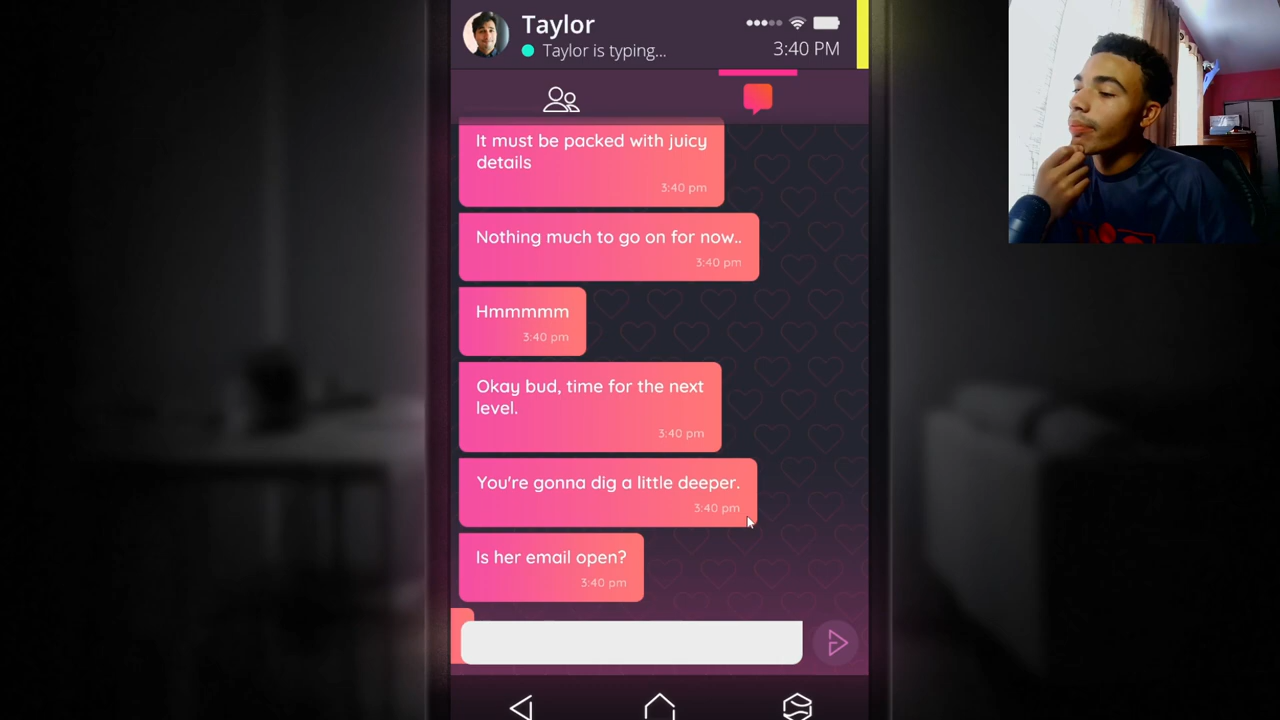 Taylor
Taylor is typing...
3:40 PM
It must be packed with juicy
details
3:40 pm
Nothing much to go on for now..
3:40 pm
Hmmmmm
3:40 pm
Okay bud, time for the next
level.
3:40 pm
You're gonna dig a little deeper.
3:40 pm
Is her email open?
3:40 pm